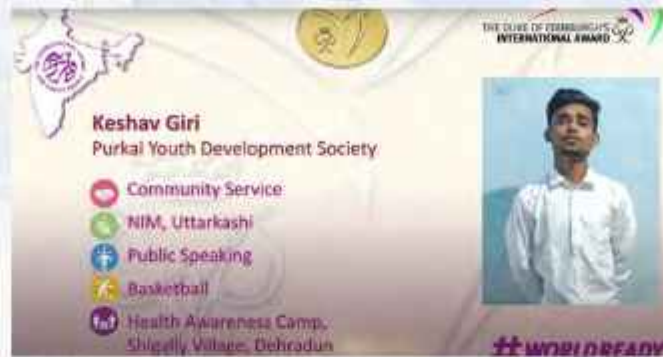 THE DUKE OF EDINBURGH'S
INTERNATIONAL AWARD
Keshav Giri
Purkal Youth Development Society
Community Service
NIM, Uttarkashi
Public Speaking
Basketball
Health Awareness Camp,
Shigally Village, Dehradun
#WORLDREADY